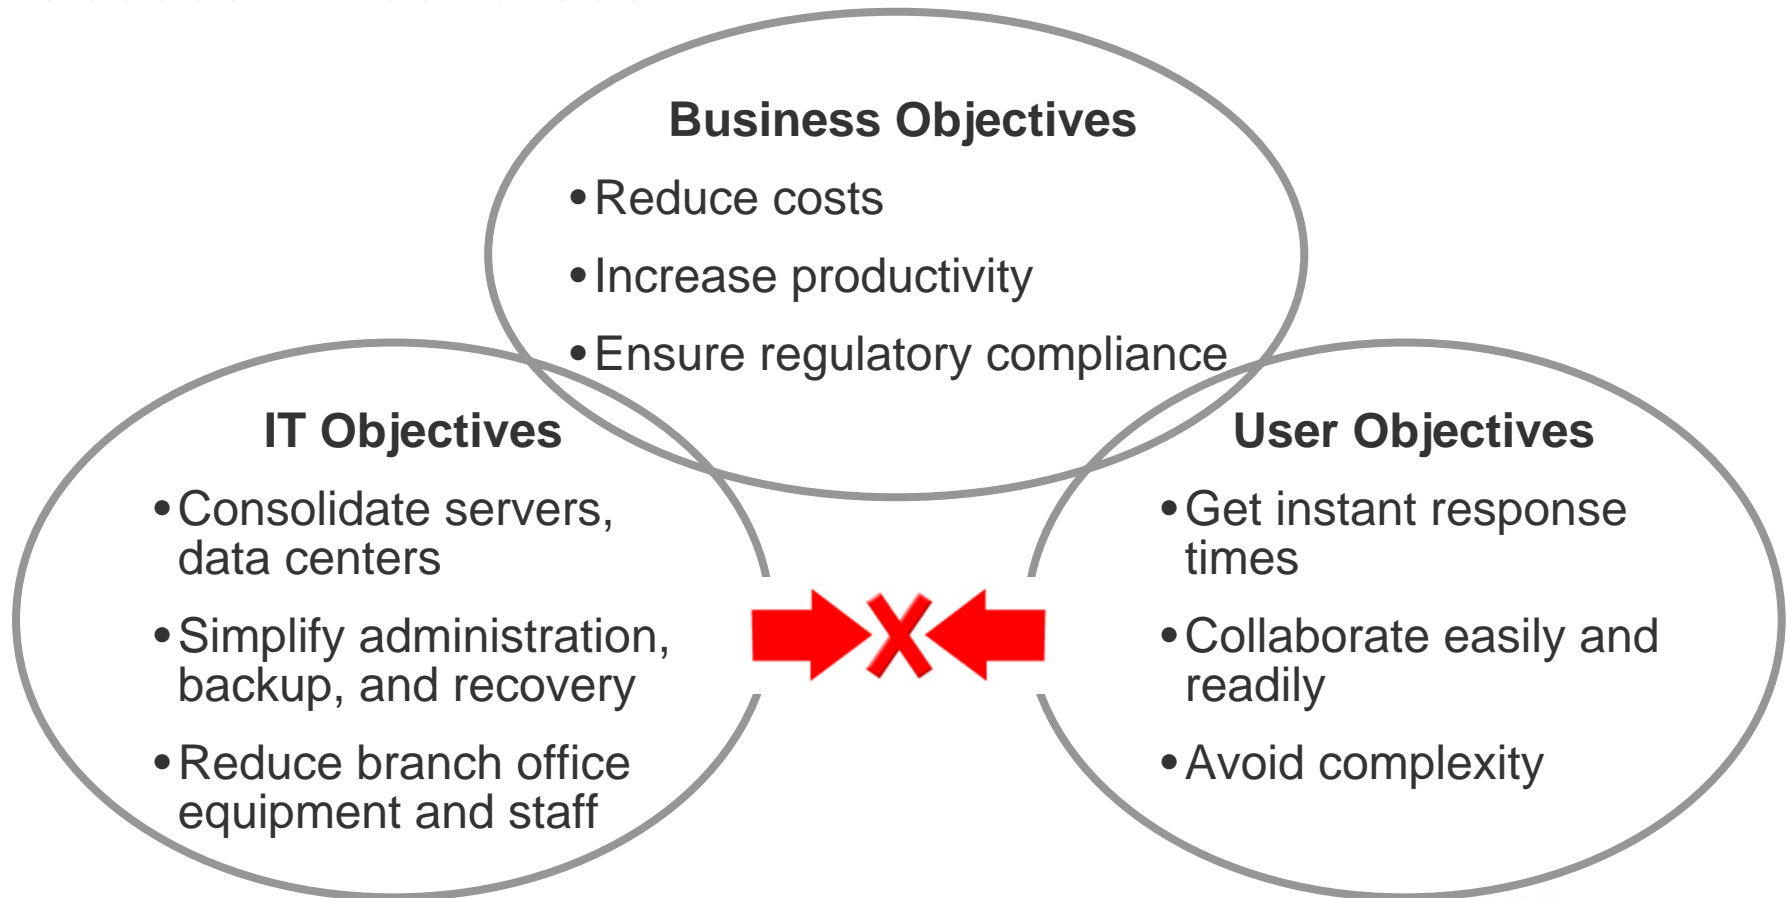 Business Objectives
•Reduce costs
•Increase productivity
•Ensure regulatory compliance
IT Objectives
•Consolidate servers,
data centers
•Simplify administration,
backup, and recovery
•Reduce branch office
equipment and staff
User Objectives
•Get instant response
times
•Collaborate easily and
readily
•Avoid complexity